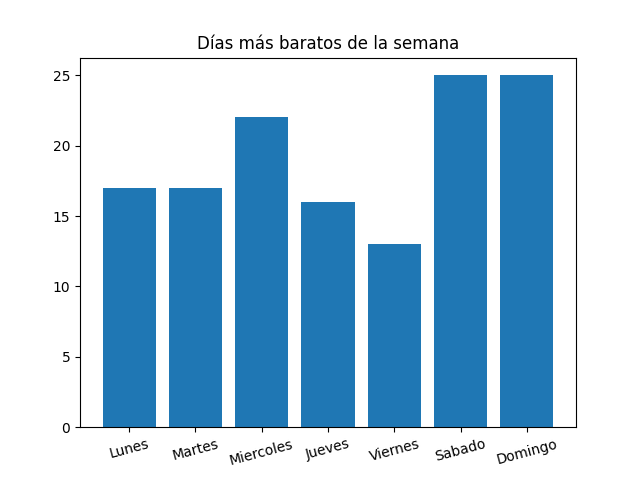 Días más baratos de la semana
25
20
15
10
5
0
Lunes
Martes
Miercoles
Jueves
Viernes
Sabado
Domingo